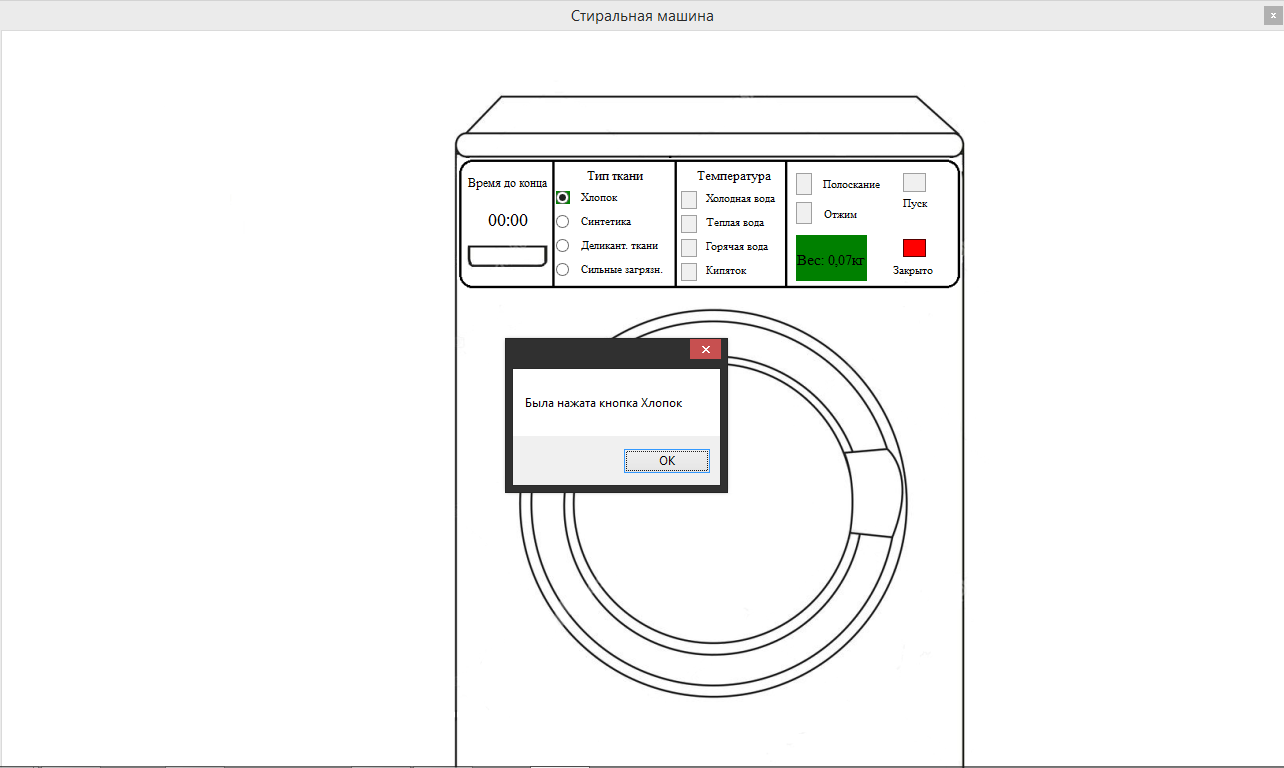 Стиральная машина
Время до конца
00:00
Тип ткани
Хлопок
Синтетика
Деликант. ткани
Сильные загрязн.
Температура
Холодная вода
Теплая вода
Горячая вода
Кипяток
Полоскание
Отжим
Вес: 0,07кг
Пуск
Закрыто
Была нажата кнопка Хлопок
OK